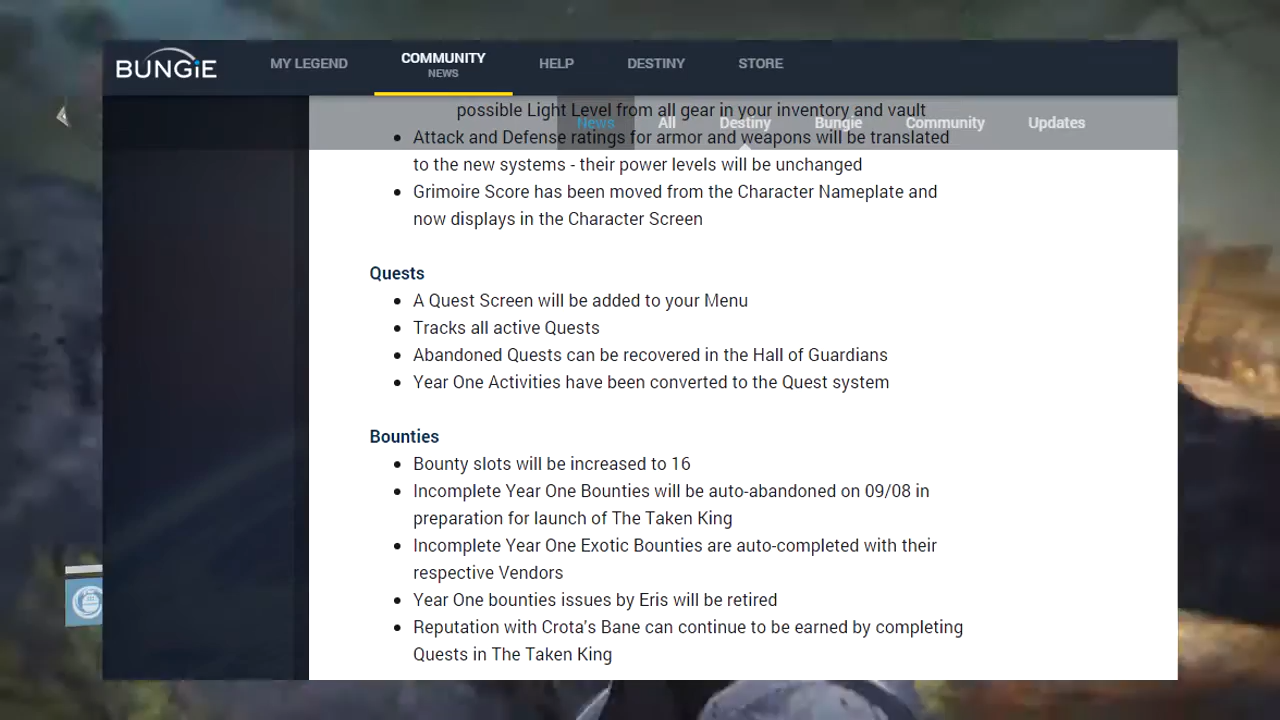 BUNGiE
MY LEGEND
COMMUNITY
NEWS
HELP
DESTINY
STORE
possible Light Level from all gear in your inventory and vault
News
All
Destiny
Bungie
Community
Updates
Attack and Defense ratings for armor and weapons will be translated
to the new systems - their power levels will be unchanged
Grimoire Score has been moved from the Character Nameplate and
now displays in the Character Screen
Quests
A Quest Screen will be added to your Menu
Tracks all active Quests
Abandoned Quests can be recovered in the Hall of Guardians
Year One Activities have been converted to the Quest system
Bounties
Bounty slots will be increased to 16
Incomplete Year One Bounties will be auto-abandoned on 09/08 in
preparation for launch of The Taken King
Incomplete Year One Exotic Bounties are auto-completed with their
respective Vendors
Year One bounties issues by Eris will be retired
Reputation with Crota's Bane can continue to be earned by completing
Quests in The Taken King